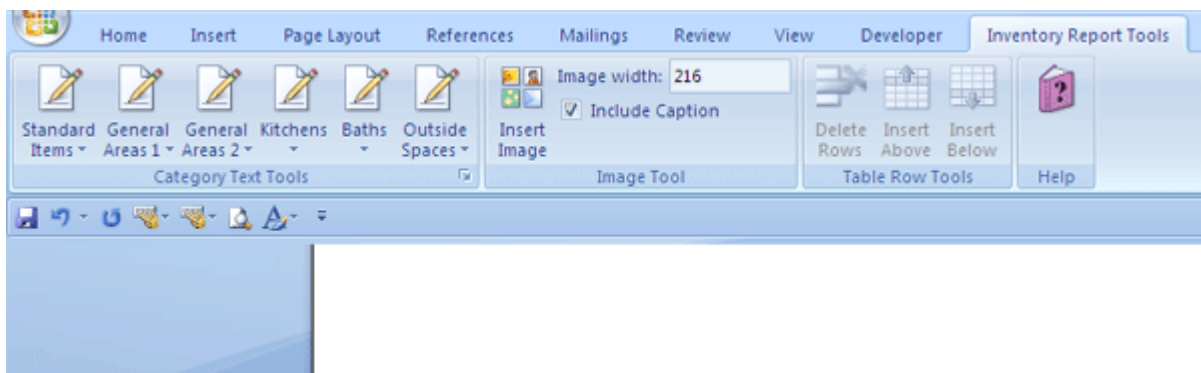 Home Insert Page Layout References Mailings Review View Developer Inventory Report Tools
Image width: 216
Include Caption
Standard General General Kitchens Baths Outside Insert Delete Insert Insert
Items Areas 1 Areas 2 Spaces Image Rows Above Below
Category Text Tools Image Tool Table Row Tools Help